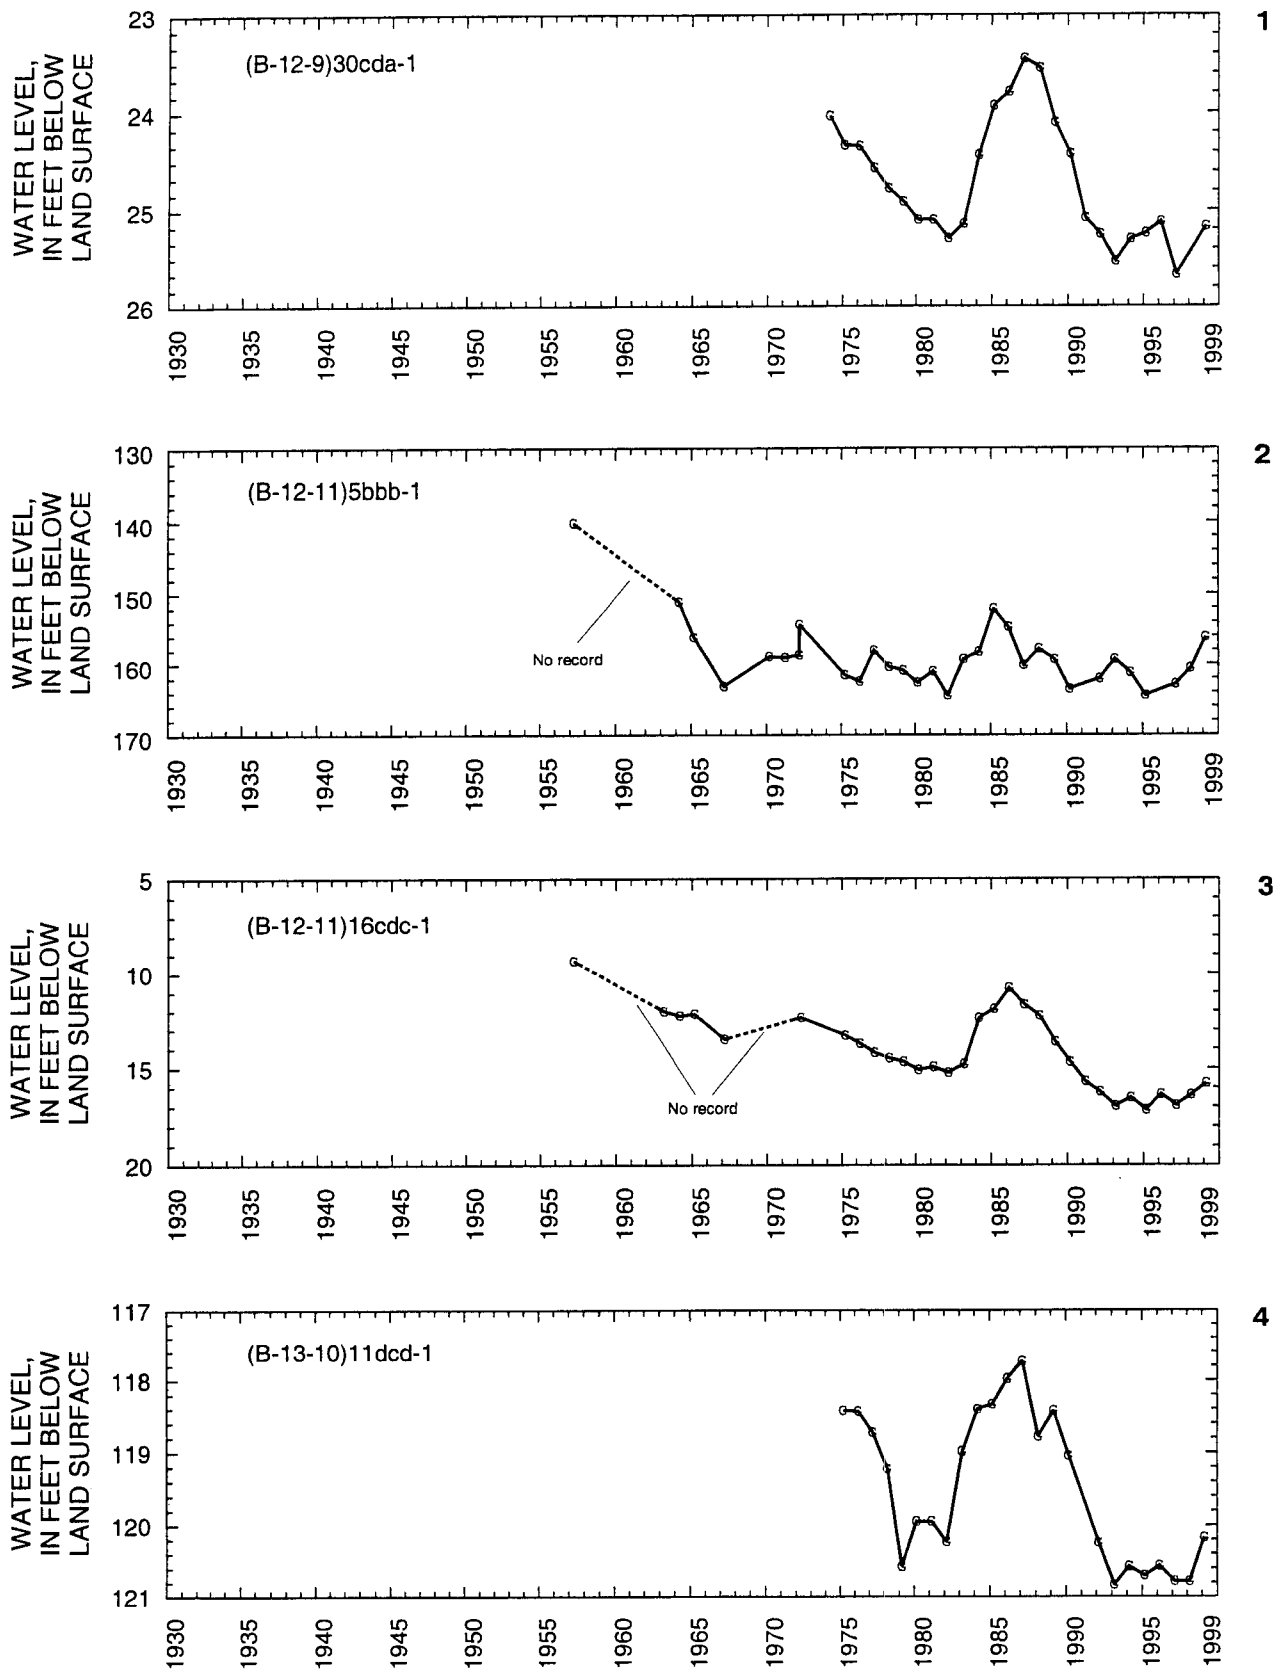 1
WATER LEVEL,
IN FEET BELOW
LAND SURFACE
(B-12-9)30cda-1
23
24
25
26
1930 1935 1940 1945 1950 1955 1960 1965 1970 1975 1980 1985 1990 1995 1999
2
WATER LEVEL,
IN FEET BELOW
LAND SURFACE
(B-12-11)5bbb-1
130
140
150
160
170
No record
1930 1935 1940 1945 1950 1955 1960 1965 1970 1975 1980 1985 1990 1995 1999
3
WATER LEVEL,
IN FEET BELOW
LAND SURFACE
(B-12-11)16cdc-1
5
10
15
20
No record
1930 1935 1940 1945 1950 1955 1960 1965 1970 1975 1980 1985 1990 1995 1999
4
WATER LEVEL,
IN FEET BELOW
LAND SURFACE
(B-13-10)11dcd-1
117
118
119
120
121
1930 1935 1940 1945 1950 1955 1960 1965 1970 1975 1980 1985 1990 1995 1999